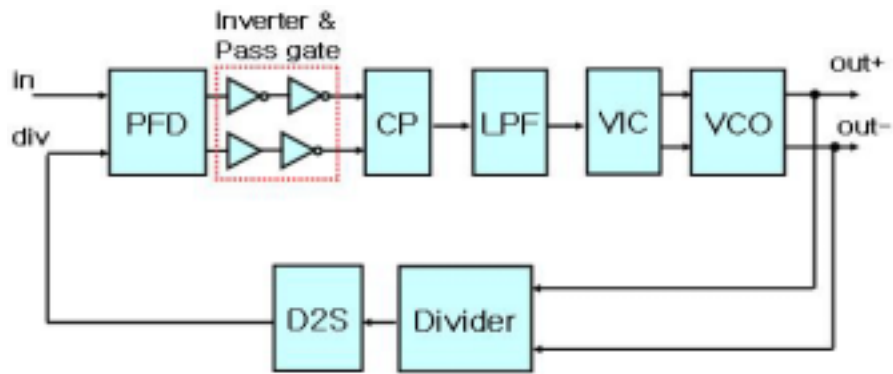 Inverter &
Pass gate
in
div
PFD
CP
LPF
VIC
VCO
out+
out-
D2S
Divider